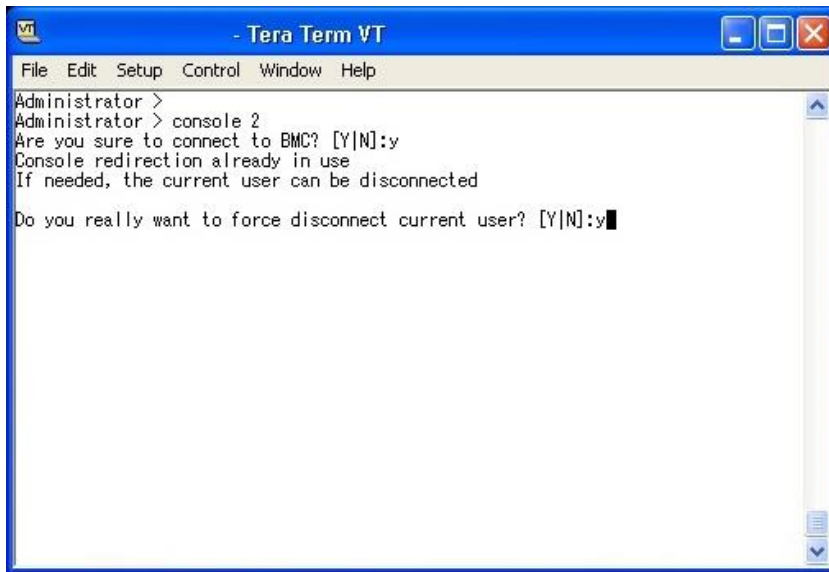 - Tera Term VT
File Edit Setup Control Window Help
Administrator >
Administrator > console 2
Are you sure to connect to BMC? [Y|N]:y
Console redirection already in use
If needed, the current user can be disconnected
Do you really want to force disconnect current user? [Y|N]:y